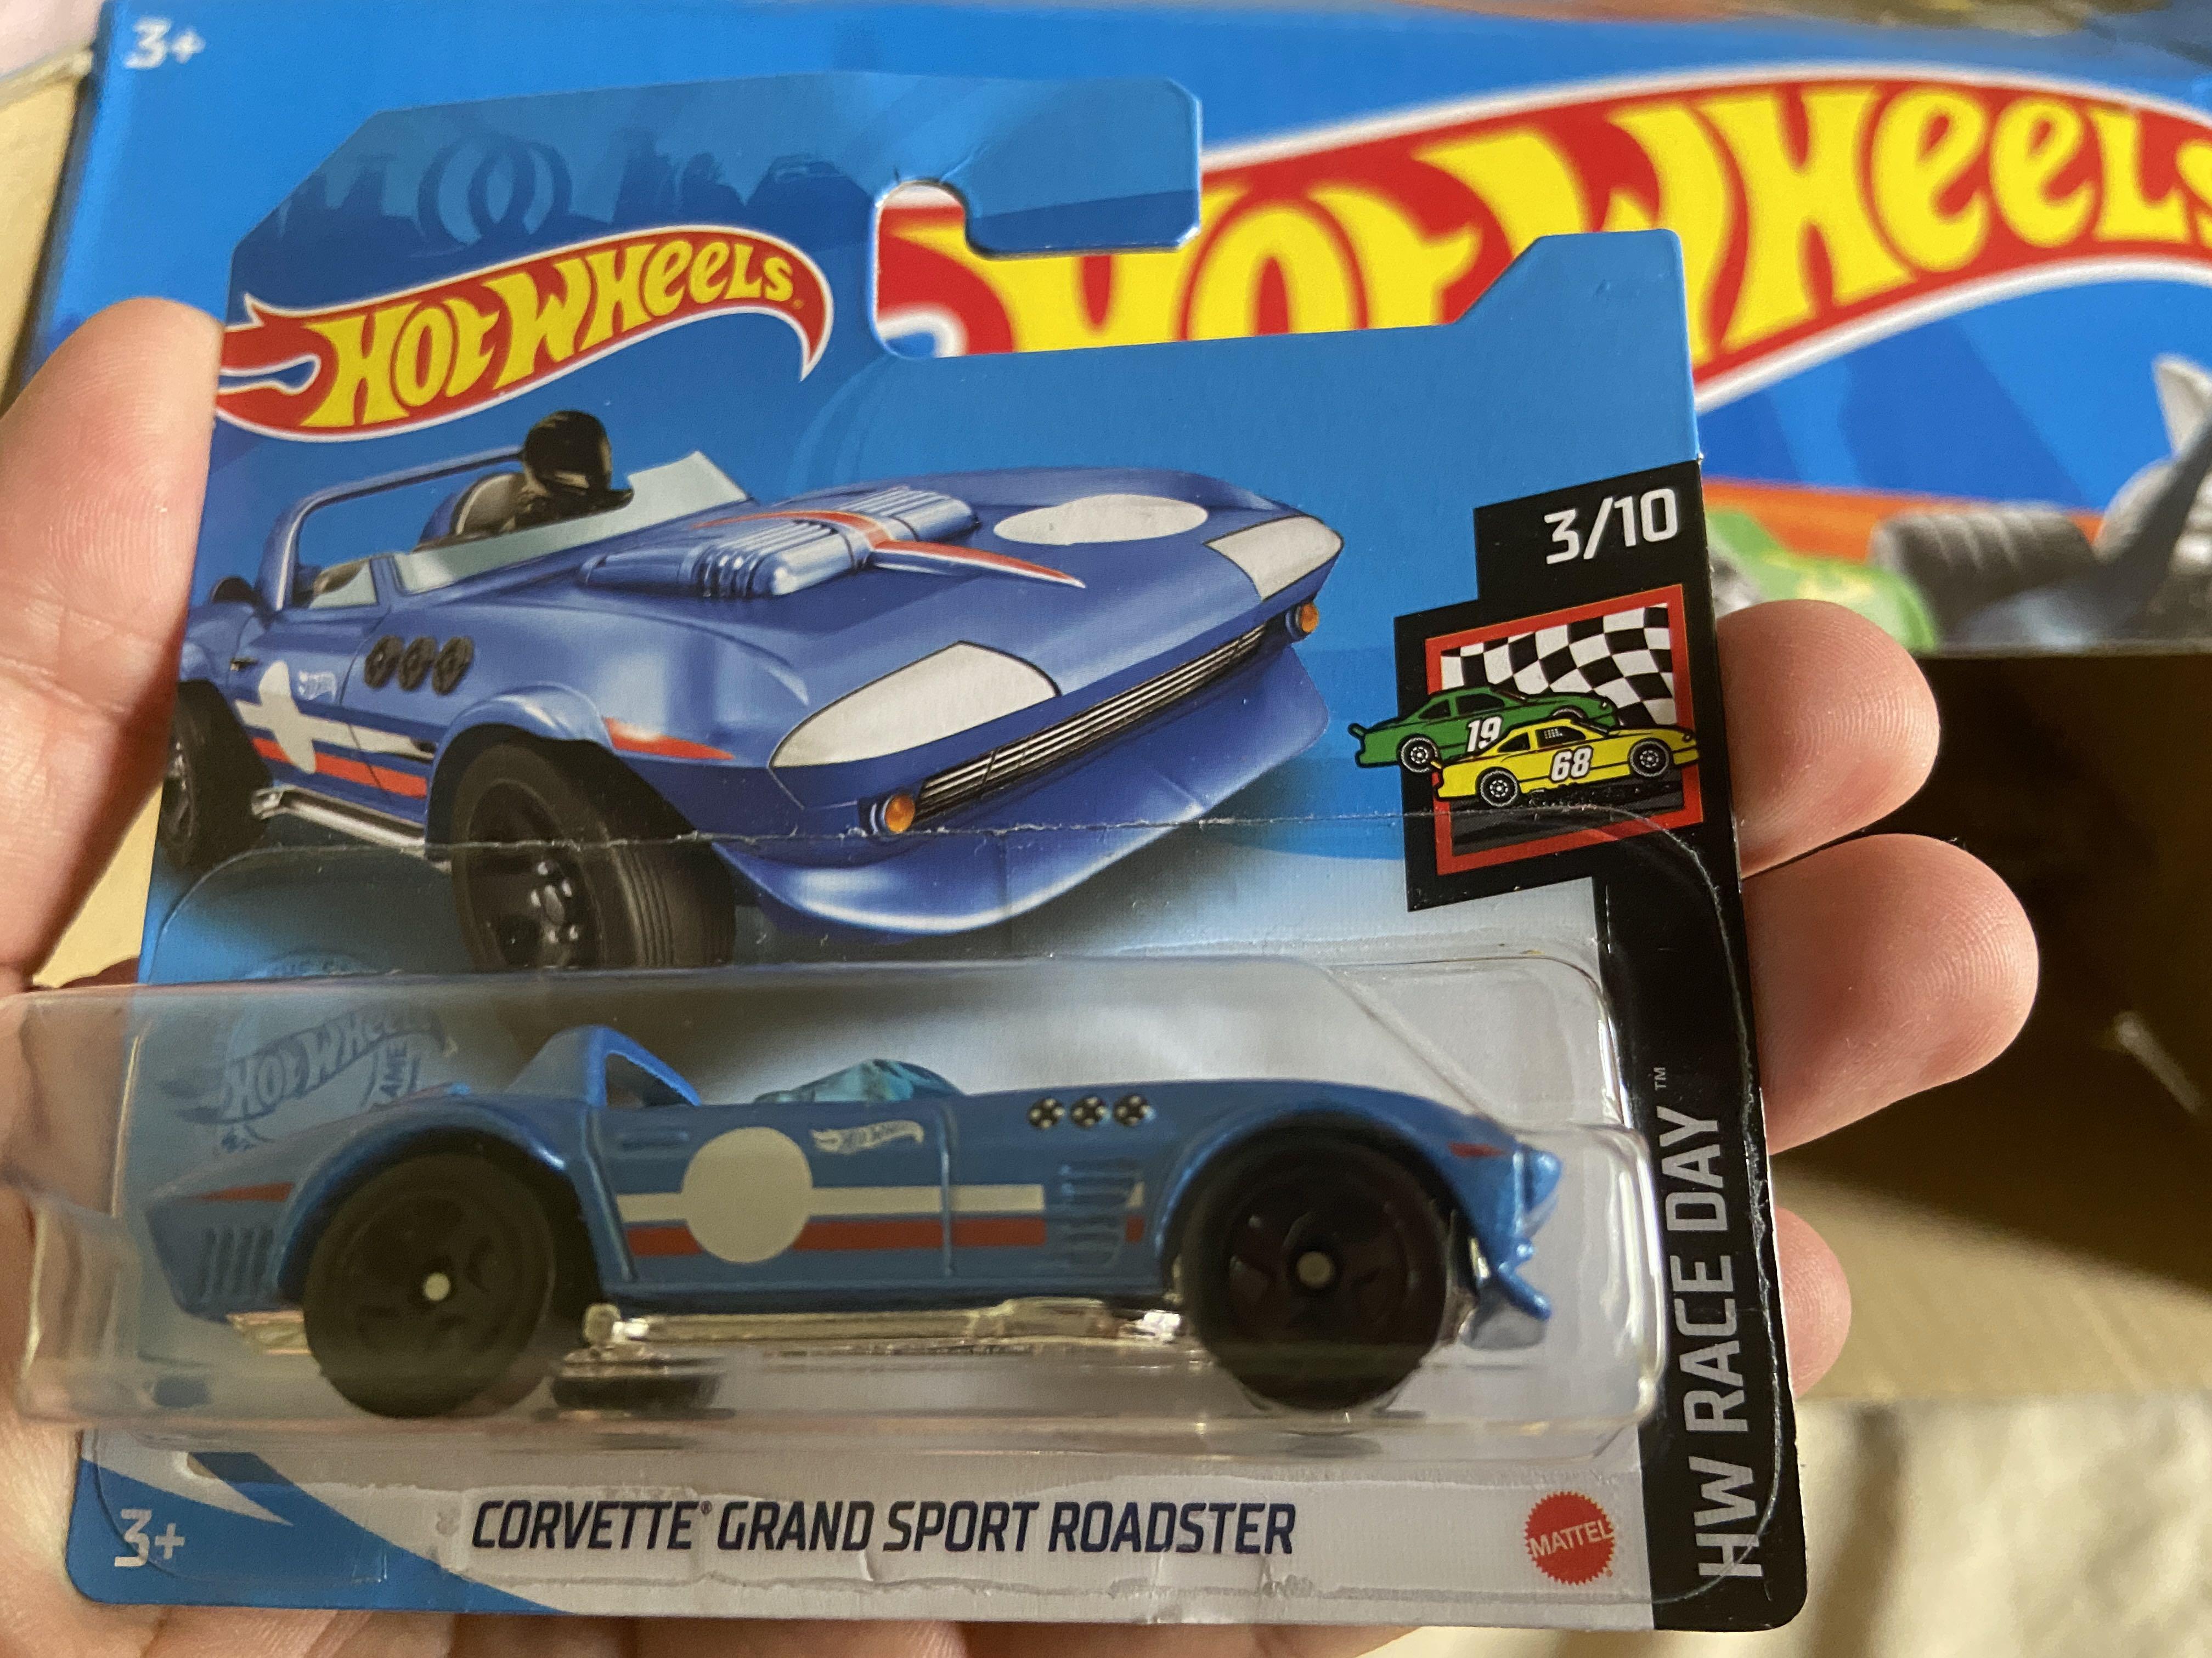 3+
HOT WHEELS
HOT WHEELS
3/10
19
68
HOT WHEELS
GAME
HOT WHEELS
HW RACE DAY™
CORVETTE® GRAND SPORT ROADSTER
3+
MATTEL